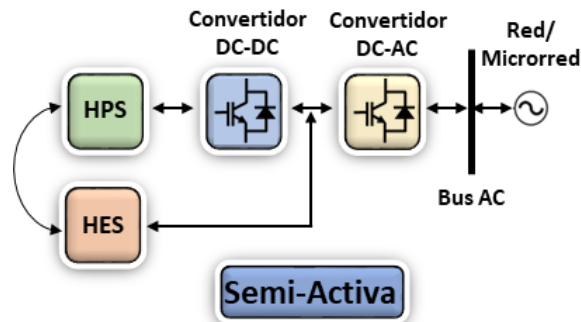 Convertidor
DC-DC
Convertidor
DC-AC
Red/
Microrred
HPS
HES
Bus AC
Semi-Activa